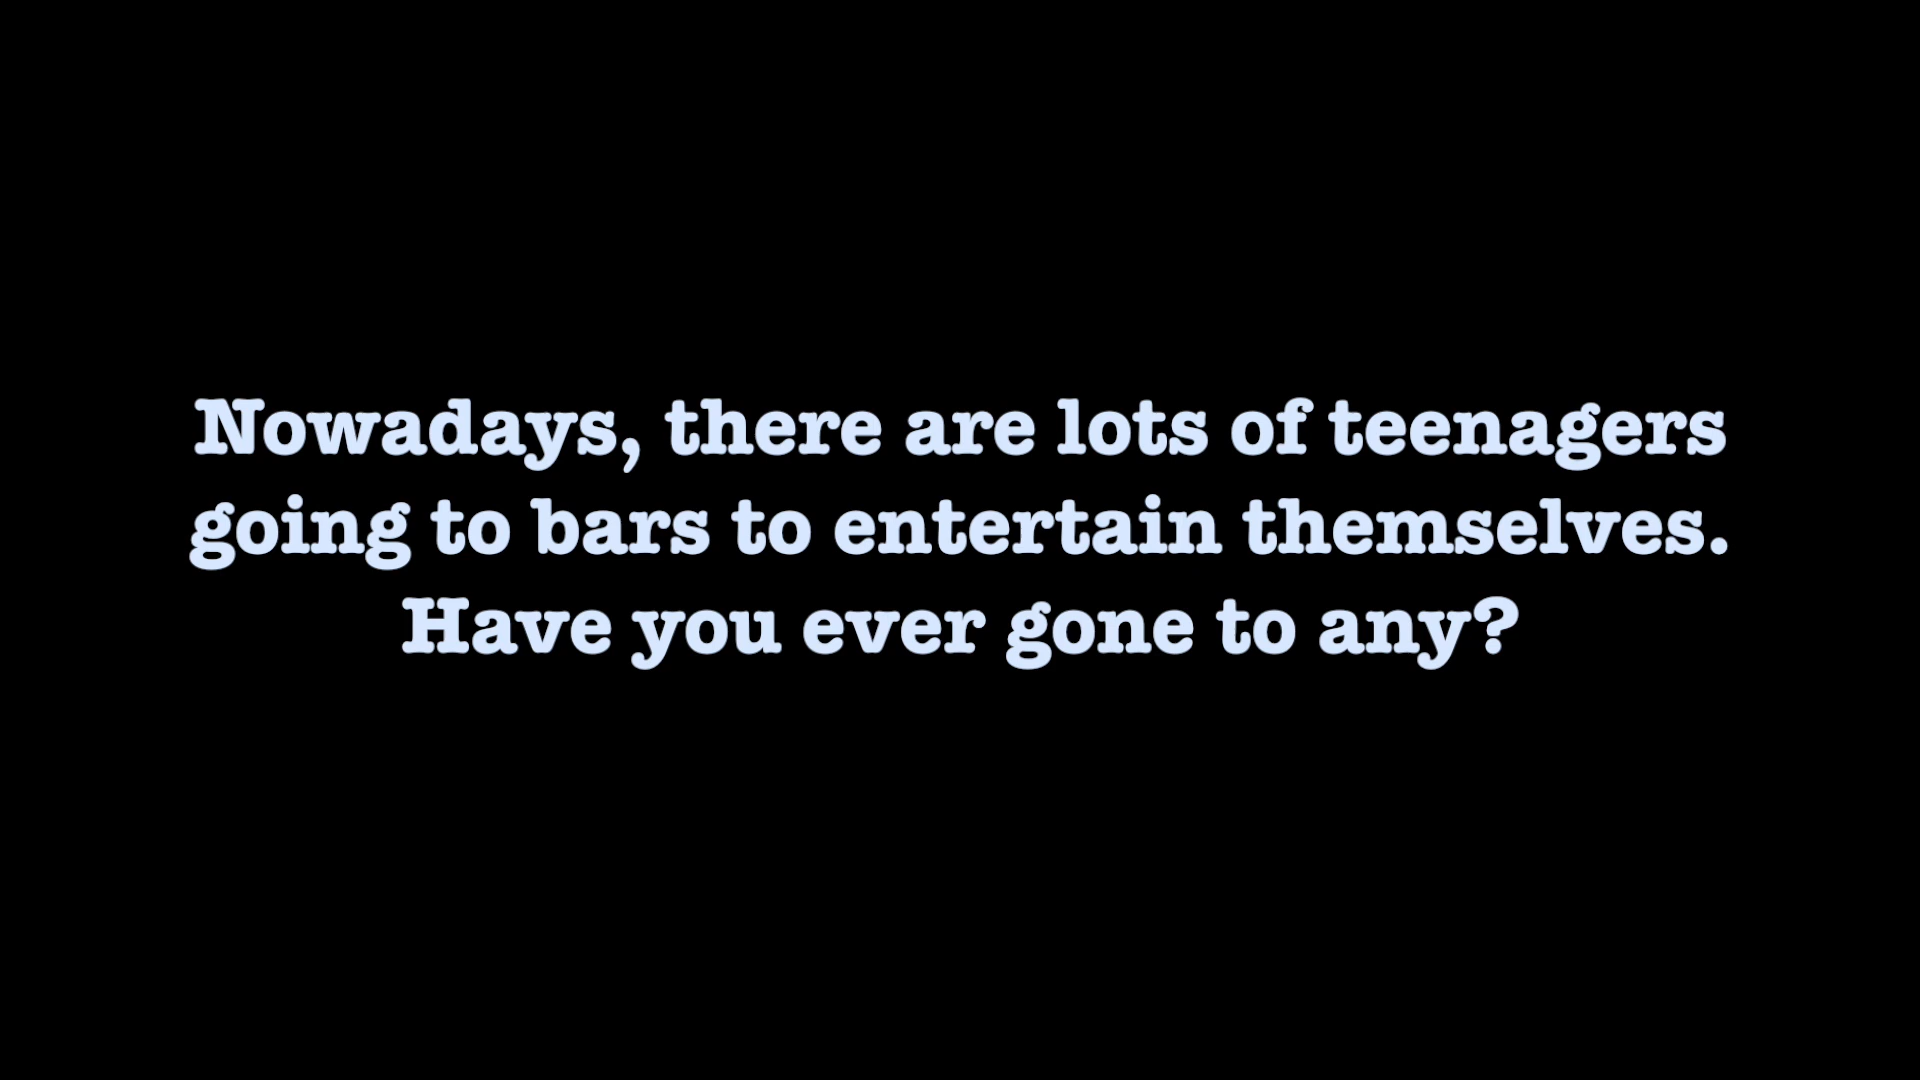 Nowadays, there are lots of teenagers
going to bars to entertain themselves.
Have you ever gone to any?